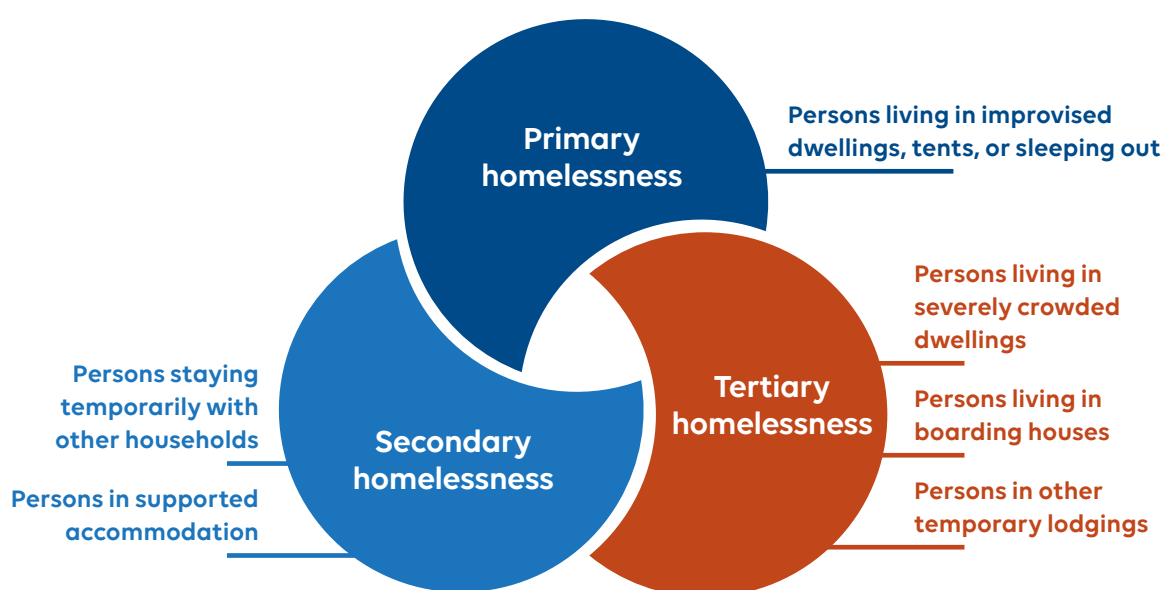 Primary
homelessness
Persons living in improvised
dwellings, tents, or sleeping out
Persons living in
severely crowded
dwellings
Tertiary
homelessness
Persons living in
boarding houses
Persons in other
temporary lodgings
Persons staying
temporarily with
other households
Secondary
homelessness
Persons in supported
accommodation